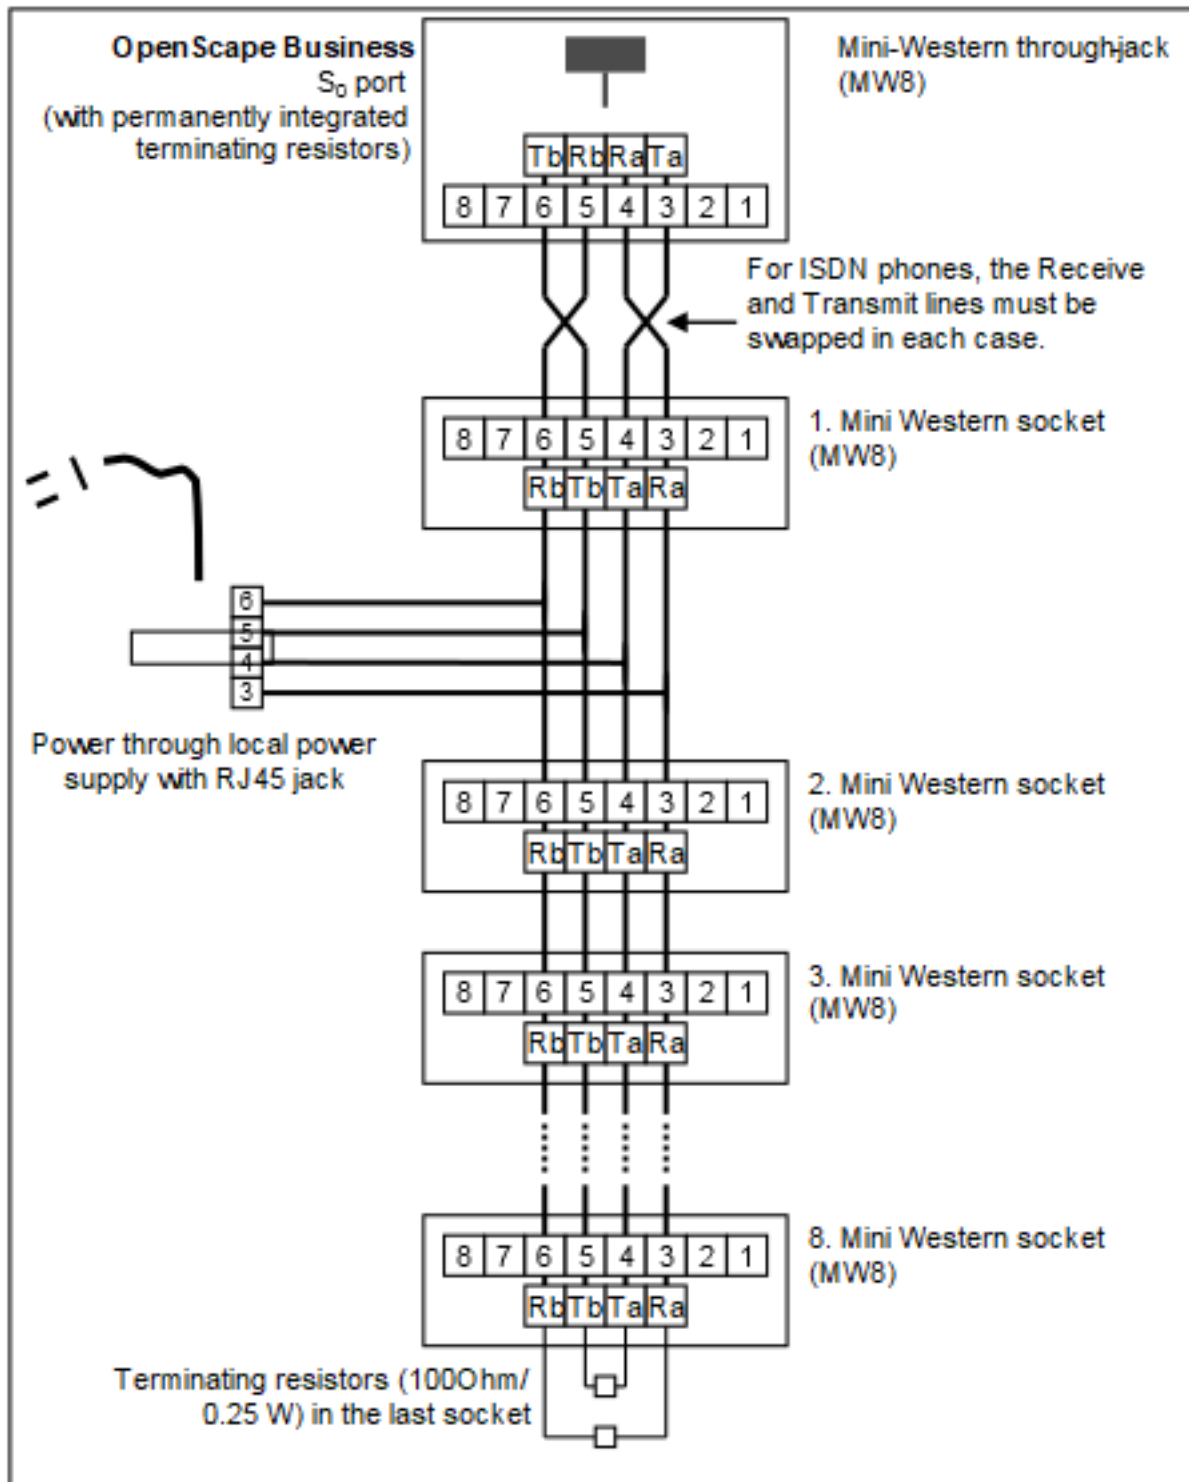 OpenScape Business
S₀ port
(with permanently integrated
terminating resistors)
Mini-Western through-jack
(MW8)
Tb Rb Ra Ta
8 7 6 5 4 3 2 1
For ISDN phones, the Receive
and Transmit lines must be
swapped in each case.
8 7 6 5 4 3 2 1
Rb Tb Ta Ra
1. Mini Western socket
(MW8)
6
5
4
3
Power through local power
supply with RJ45 jack
8 7 6 5 4 3 2 1
Rb Tb Ta Ra
2. Mini Western socket
(MW8)
8 7 6 5 4 3 2 1
Rb Tb Ta Ra
3. Mini Western socket
(MW8)
8 7 6 5 4 3 2 1
Rb Tb Ta Ra
8. Mini Western socket
(MW8)
Terminating resistors (100Ohm/
0.25 W) in the last socket